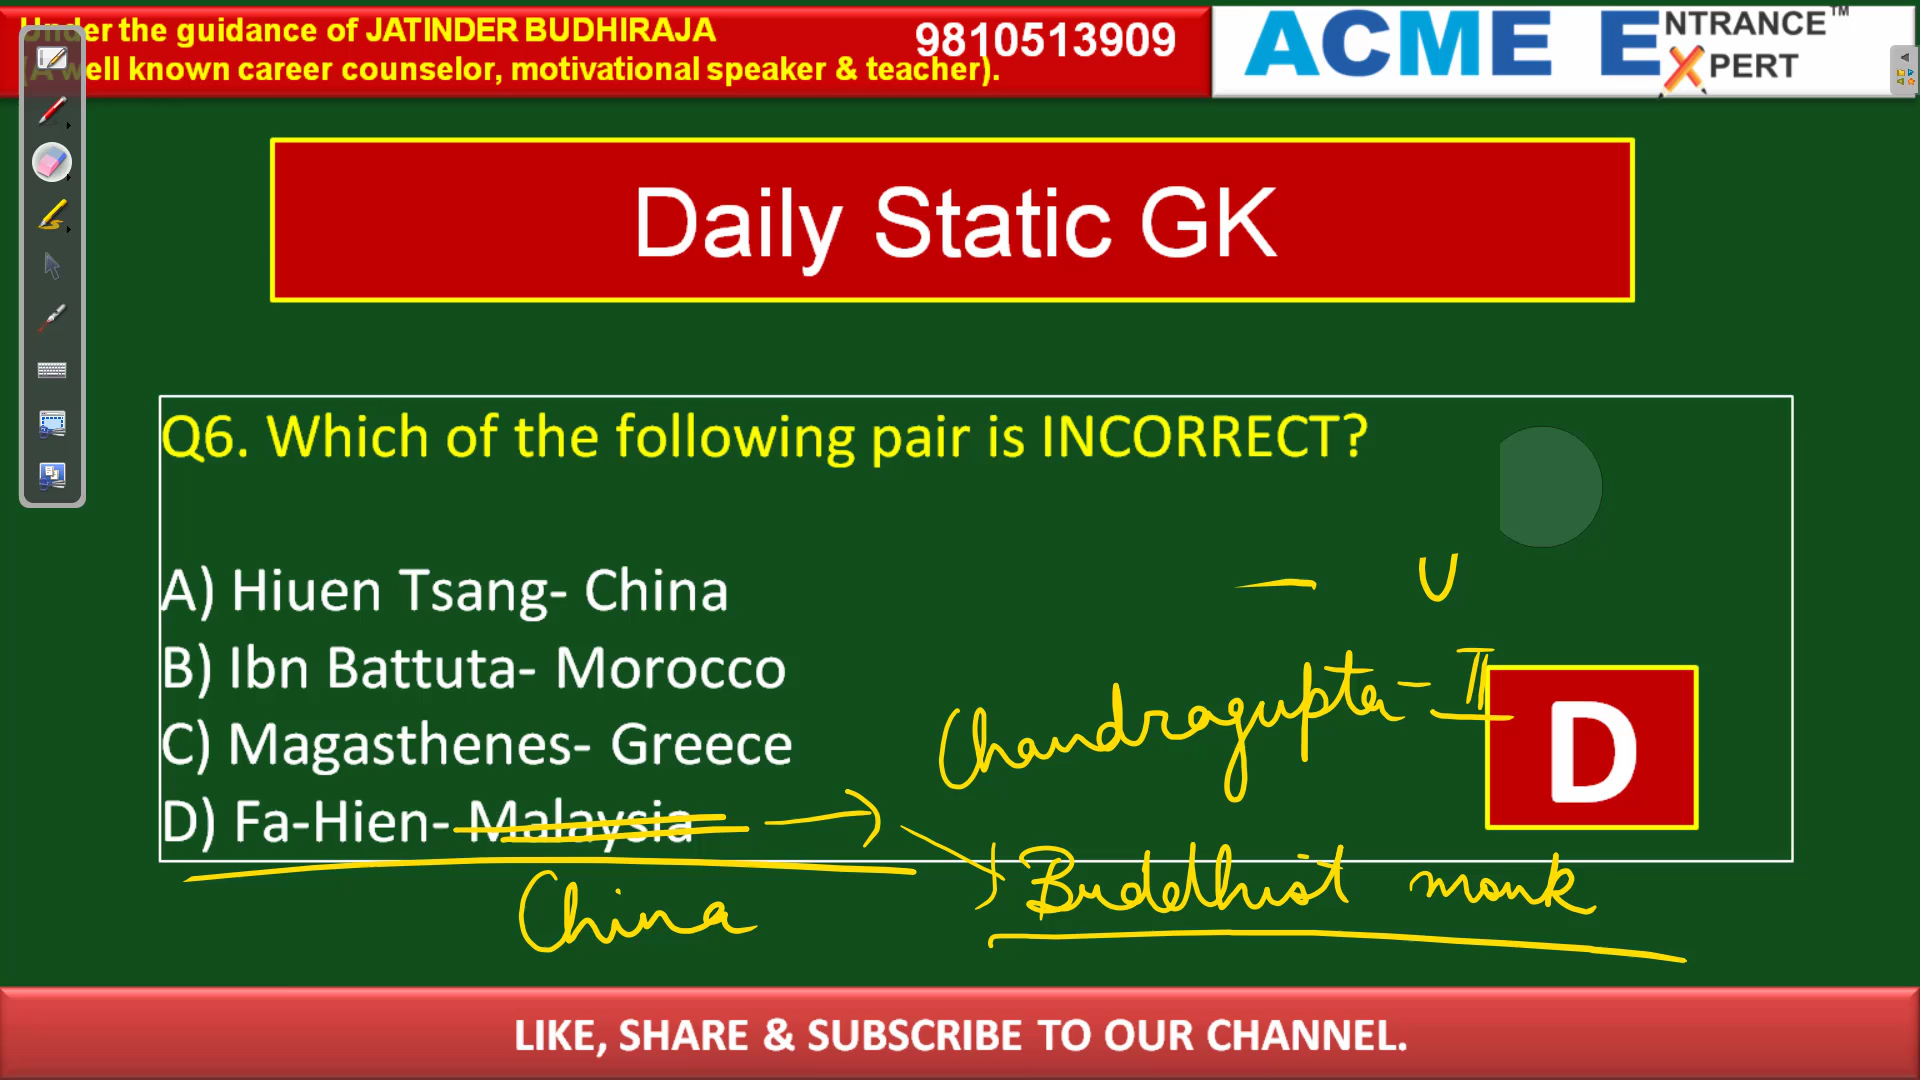 Under the guidance of JATINDER BUDHIRAJA
(A well known career counselor, motivational speaker & teacher).
9810513909
ACME ENTRANCE EXPERT™
Daily Static GK
Q6. Which of the following pair is INCORRECT?
A) Hiuen Tsang- China
B) Ibn Battuta- Morocco
C) Magasthenes- Greece
D) Fa-Hien- Malaysia
U
Chandragupta - II
D
China
Buddhist monk
LIKE, SHARE & SUBSCRIBE TO OUR CHANNEL.